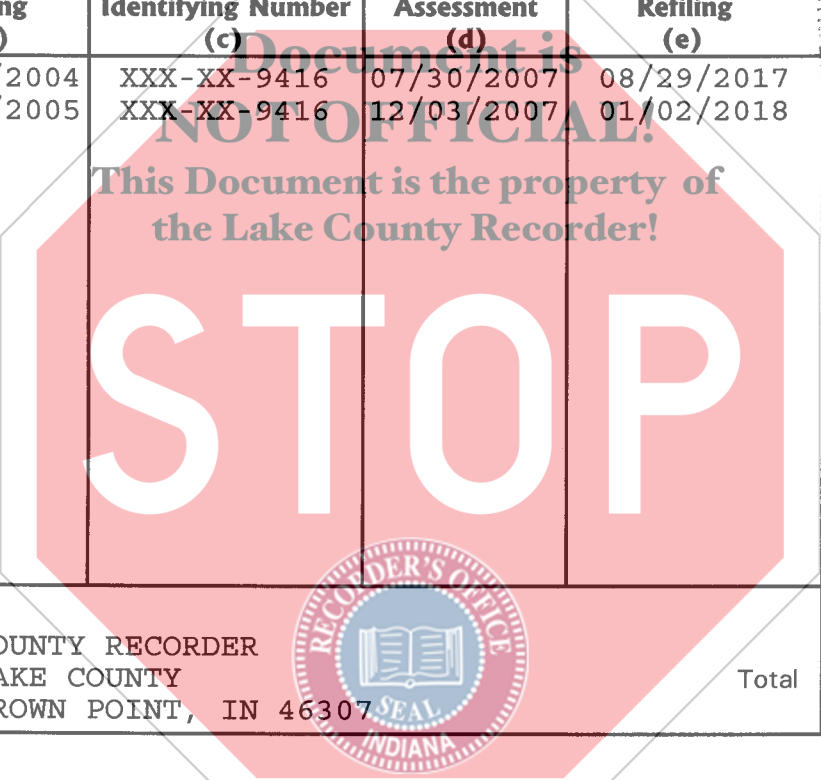 ng Identifying Number Assessment Refiling
) (c) (d) (e)
/2004 XXX-XX-9416 07/30/2007 08/29/2017
/2005 XXX-XX-9416 12/03/2007 01/02/2018
Document is
NOT OFFICIAL!
This Document is the property of
the Lake County Recorder!
STOP
OUNTY RECORDER
AKE COUNTY Total
ROWN POINT, IN 46307
RECORDER'S OFFICE
SEAL
INDIANA